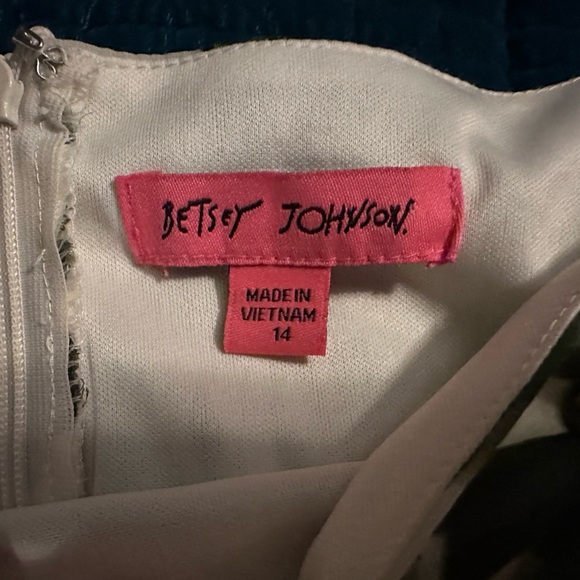 BETSEY JOHNSON.
MADE IN
VIETNAM
14